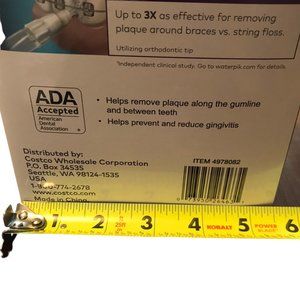 Up to 3X as effective for removing
plaque around braces vs. string floss.
Utilizing orthodontic tip
*Independent clinical study. Go to waterpik.com for details.
ADA
Accepted
American
Dental
Association
• Helps remove plaque along the gumline
and between teeth
• Helps prevent and reduce gingivitis
Distributed by:
Costco Wholesale Corporation
P.O. Box 34535
Seattle, WA 98124-1535
USA
1-800-774-2678
www.costco.com
Made in China
ITEM 4978082
1 2 3 4 5 6
KOBALT
POWER